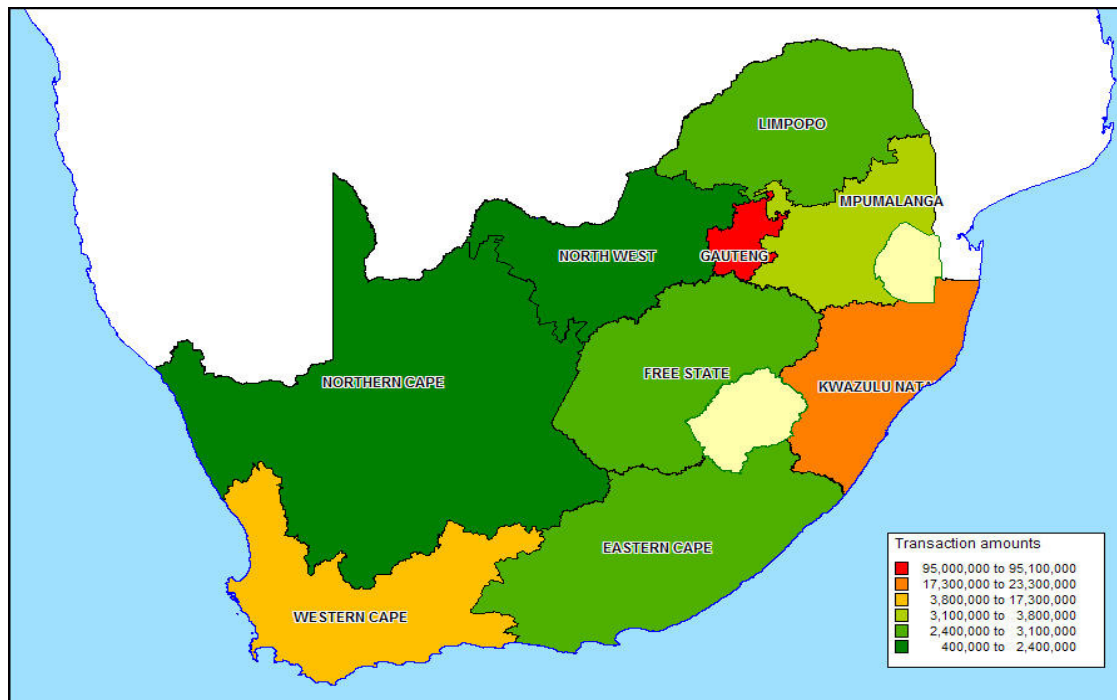 LIMPOPO
MPUMALANGA
NORTH WEST
GAUTENG
FREE STATE
NORTHERN CAPE
KWAZULU NATA
EASTERN CAPE
WESTERN CAPE
Transaction amounts
95,000,000 to 95,100,000
17,300,000 to 23,300,000
3,800,000 to 17,300,000
3,100,000 to 3,800,000
2,400,000 to 3,100,000
400,000 to 2,400,000